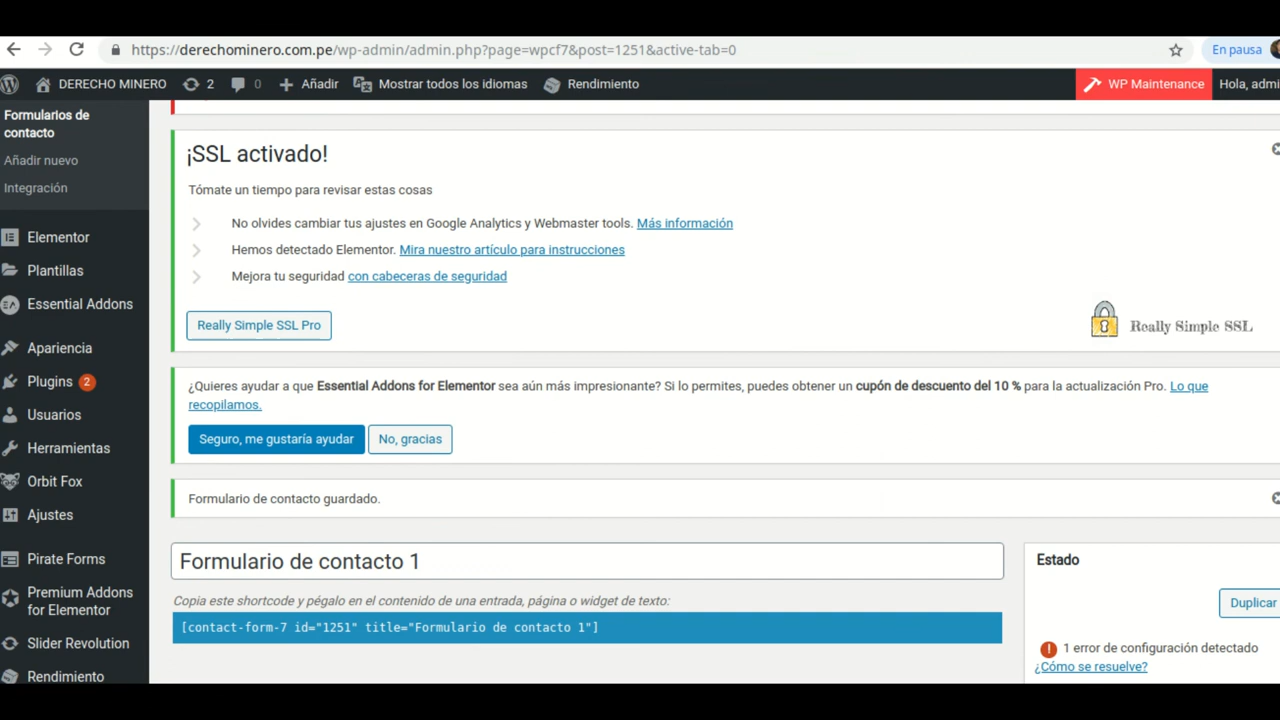 https://derechominero.com.pe/wp-admin/admin.php?page=wpcf7&post=1251&active-tab=0
En pausa
DERECHO MINERO
2
0
Añadir
Mostrar todos los idiomas
Rendimiento
WP Maintenance
Hola, admi
Formularios de
contacto
Añadir nuevo
Integración
Elementor
Plantillas
Essential Addons
Apariencia
Plugins 2
Usuarios
Herramientas
Orbit Fox
Ajustes
Pirate Forms
Premium Addons
for Elementor
Slider Revolution
Rendimiento
¡SSL activado!
Tómate un tiempo para revisar estas cosas
No olvides cambiar tus ajustes en Google Analytics y Webmaster tools. Más información
Hemos detectado Elementor. Mira nuestro artículo para instrucciones
Mejora tu seguridad con cabeceras de seguridad
Really Simple SSL Pro
Really Simple SSL
¿Quieres ayudar a que Essential Addons for Elementor sea aún más impresionante? Si lo permites, puedes obtener un cupón de descuento del 10 % para la actualización Pro. Lo que
recopilamos.
Seguro, me gustaría ayudar
No, gracias
Formulario de contacto guardado.
Formulario de contacto 1
Copia este shortcode y pégalo en el contenido de una entrada, página o widget de texto:
[contact-form-7 id="1251" title="Formulario de contacto 1"]
Estado
Duplicar
1 error de configuración detectado
¿Cómo se resuelve?